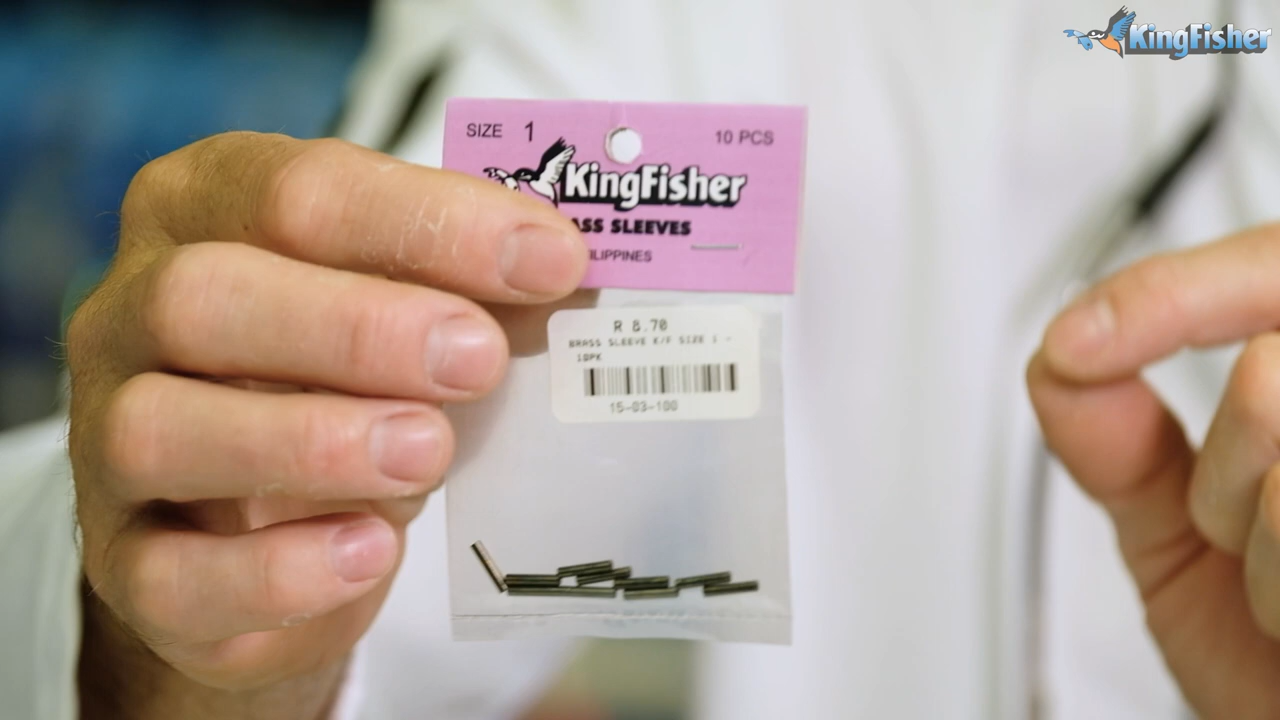 KingFisher
SIZE 1
10 PCS
KingFisher
ASS SLEEVES
ILIPPINES
R 8.70
BRASS SLEEVE K/F SIZE 1 -
10PK
15-03-100